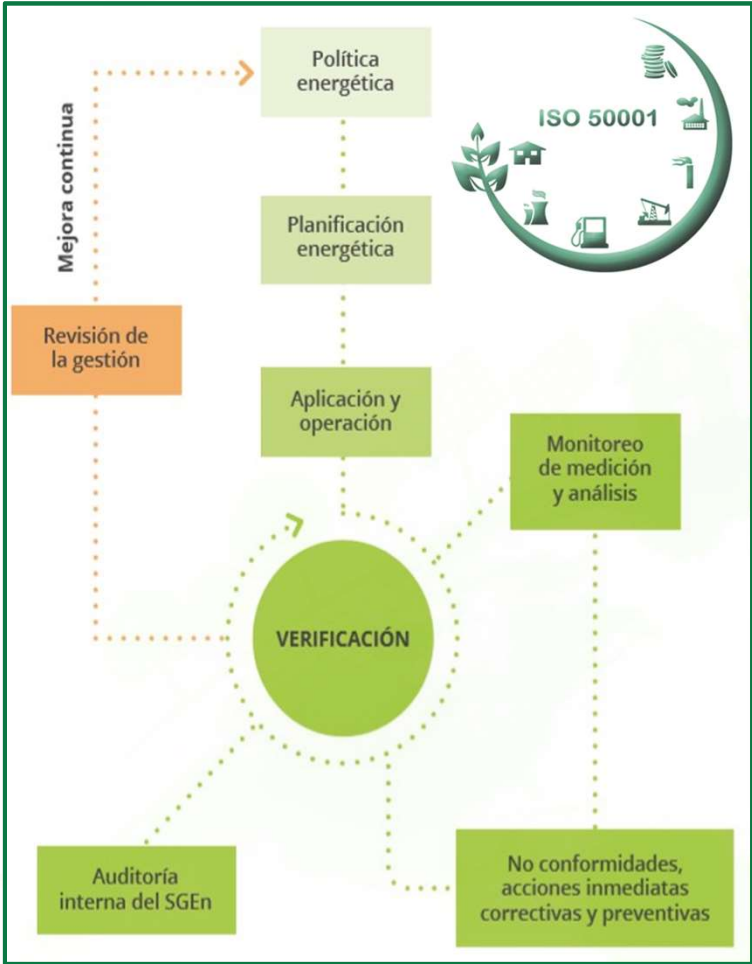 Política
energética
ISO 50001
Mejora continua
Planificación
energética
Revisión de
la gestión
Aplicación y
operación
Monitoreo
de medición
y análisis
VERIFICACIÓN
Auditoría
interna del SGEn
No conformidades,
acciones inmediatas
correctivas y preventivas